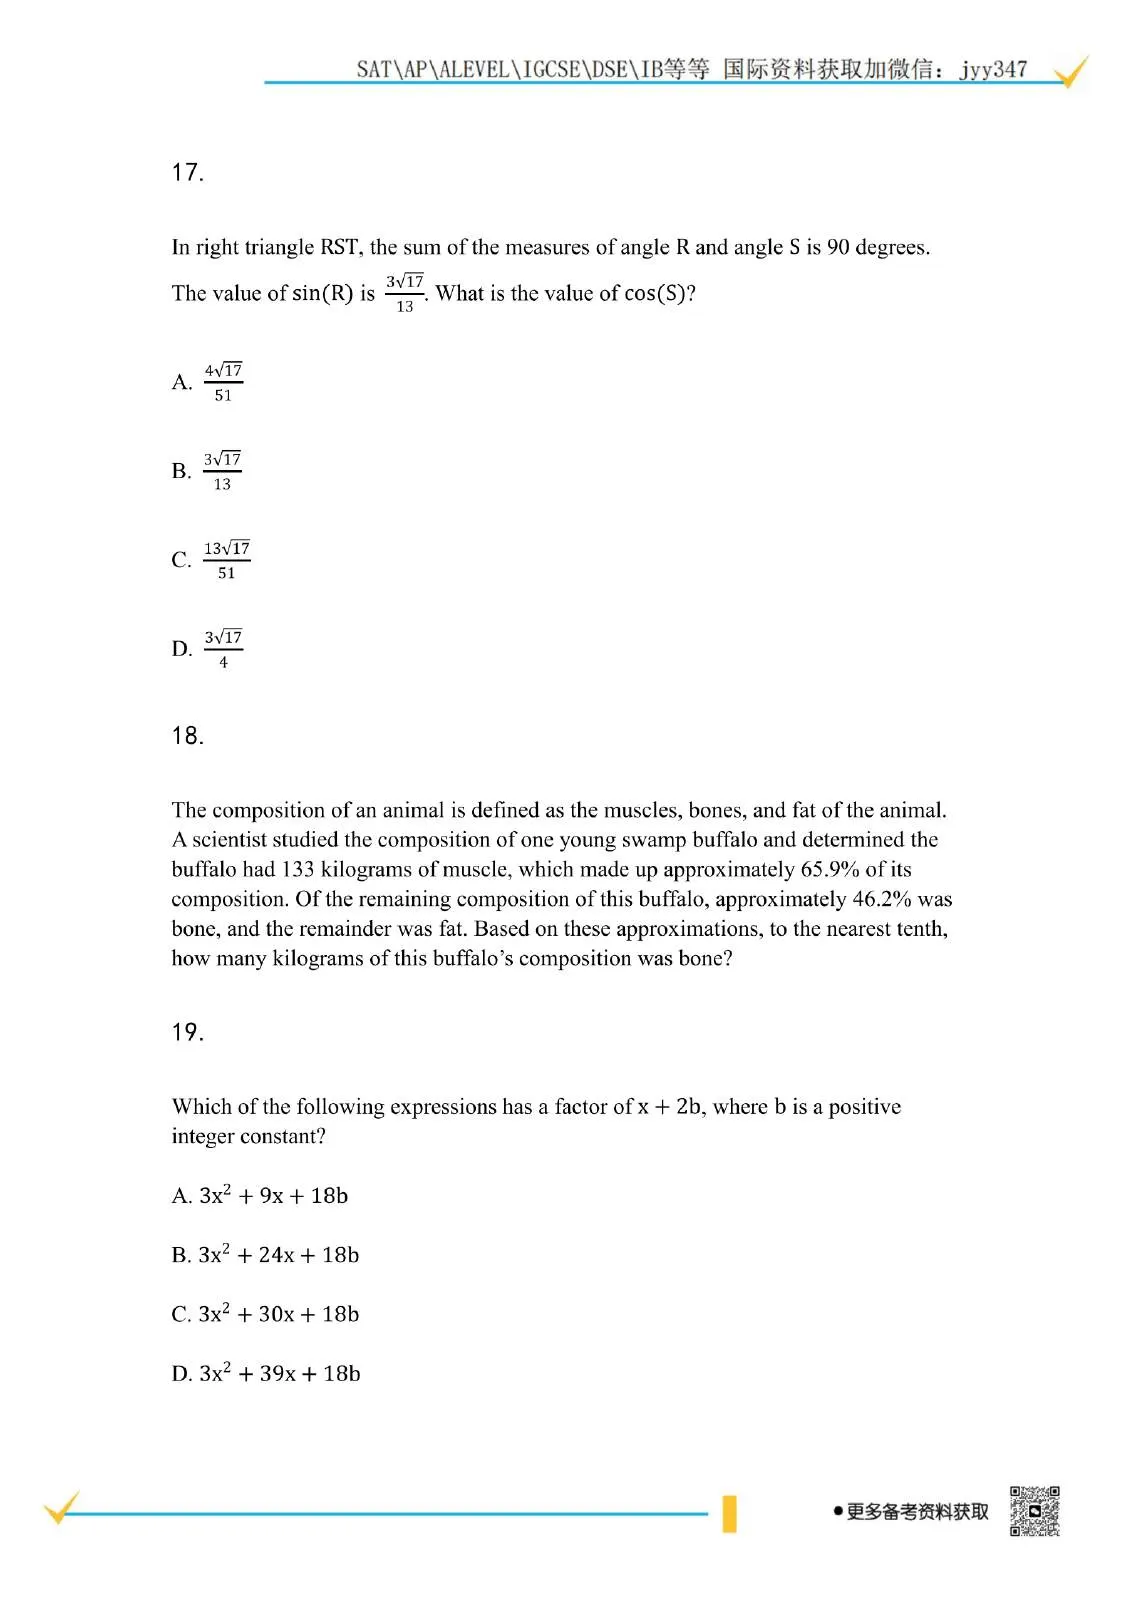 SAT\AP\ALEVEL\IGCSE\DSE\IB等等 国际资料获取加微信：jyy347
17.
In right triangle RST, the sum of the measures of angle R and angle S is 90 degrees.
The value of sin(R) is 3√17/13. What is the value of cos(S)?
A. 4√17/51
B. 3√17/13
C. 13√17/51
D. 3√17/4
18.
The composition of an animal is defined as the muscles, bones, and fat of the animal.
A scientist studied the composition of one young swamp buffalo and determined the
buffalo had 133 kilograms of muscle, which made up approximately 65.9% of its
composition. Of the remaining composition of this buffalo, approximately 46.2% was
bone, and the remainder was fat. Based on these approximations, to the nearest tenth,
how many kilograms of this buffalo's composition was bone?
19.
Which of the following expressions has a factor of x + 2b, where b is a positive
integer constant?
A. 3x² + 9x + 18b
B. 3x² + 24x + 18b
C. 3x² + 30x + 18b
D. 3x² + 39x + 18b
●更多备考资料获取